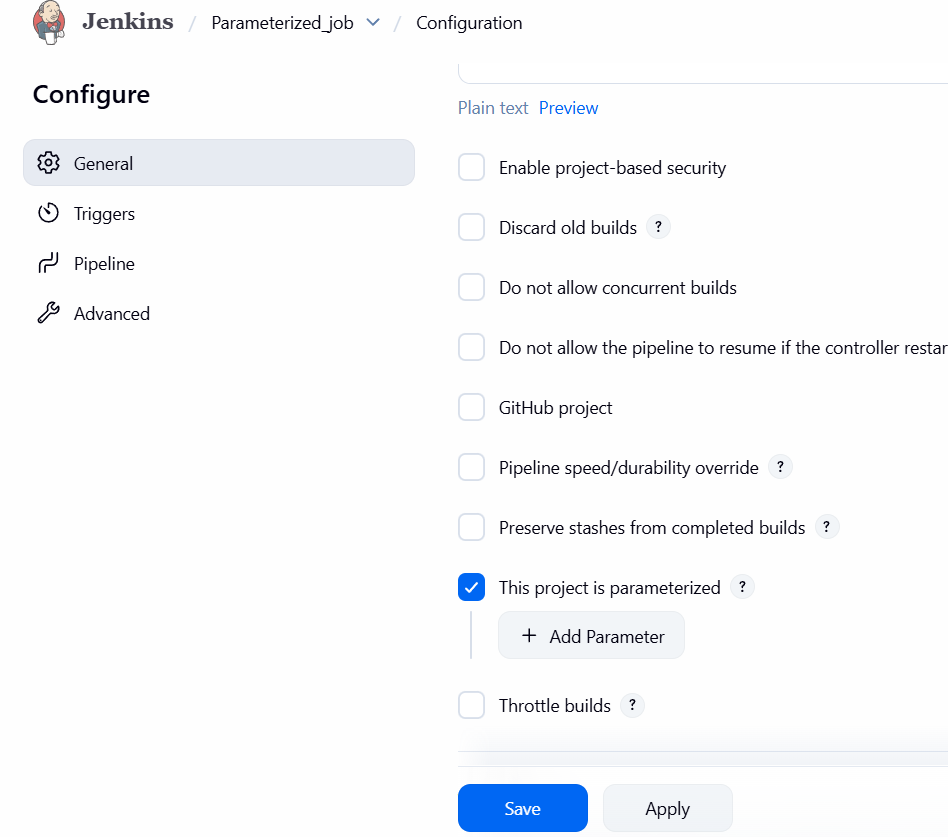 Jenkins / Parameterized_job / Configuration
Configure
General
Triggers
Pipeline
Advanced
Plain text Preview
Enable project-based security
Discard old builds ?
Do not allow concurrent builds
Do not allow the pipeline to resume if the controller restar
GitHub project
Pipeline speed/durability override ?
Preserve stashes from completed builds ?
This project is parameterized ?
+ Add Parameter
Throttle builds ?
Save Apply